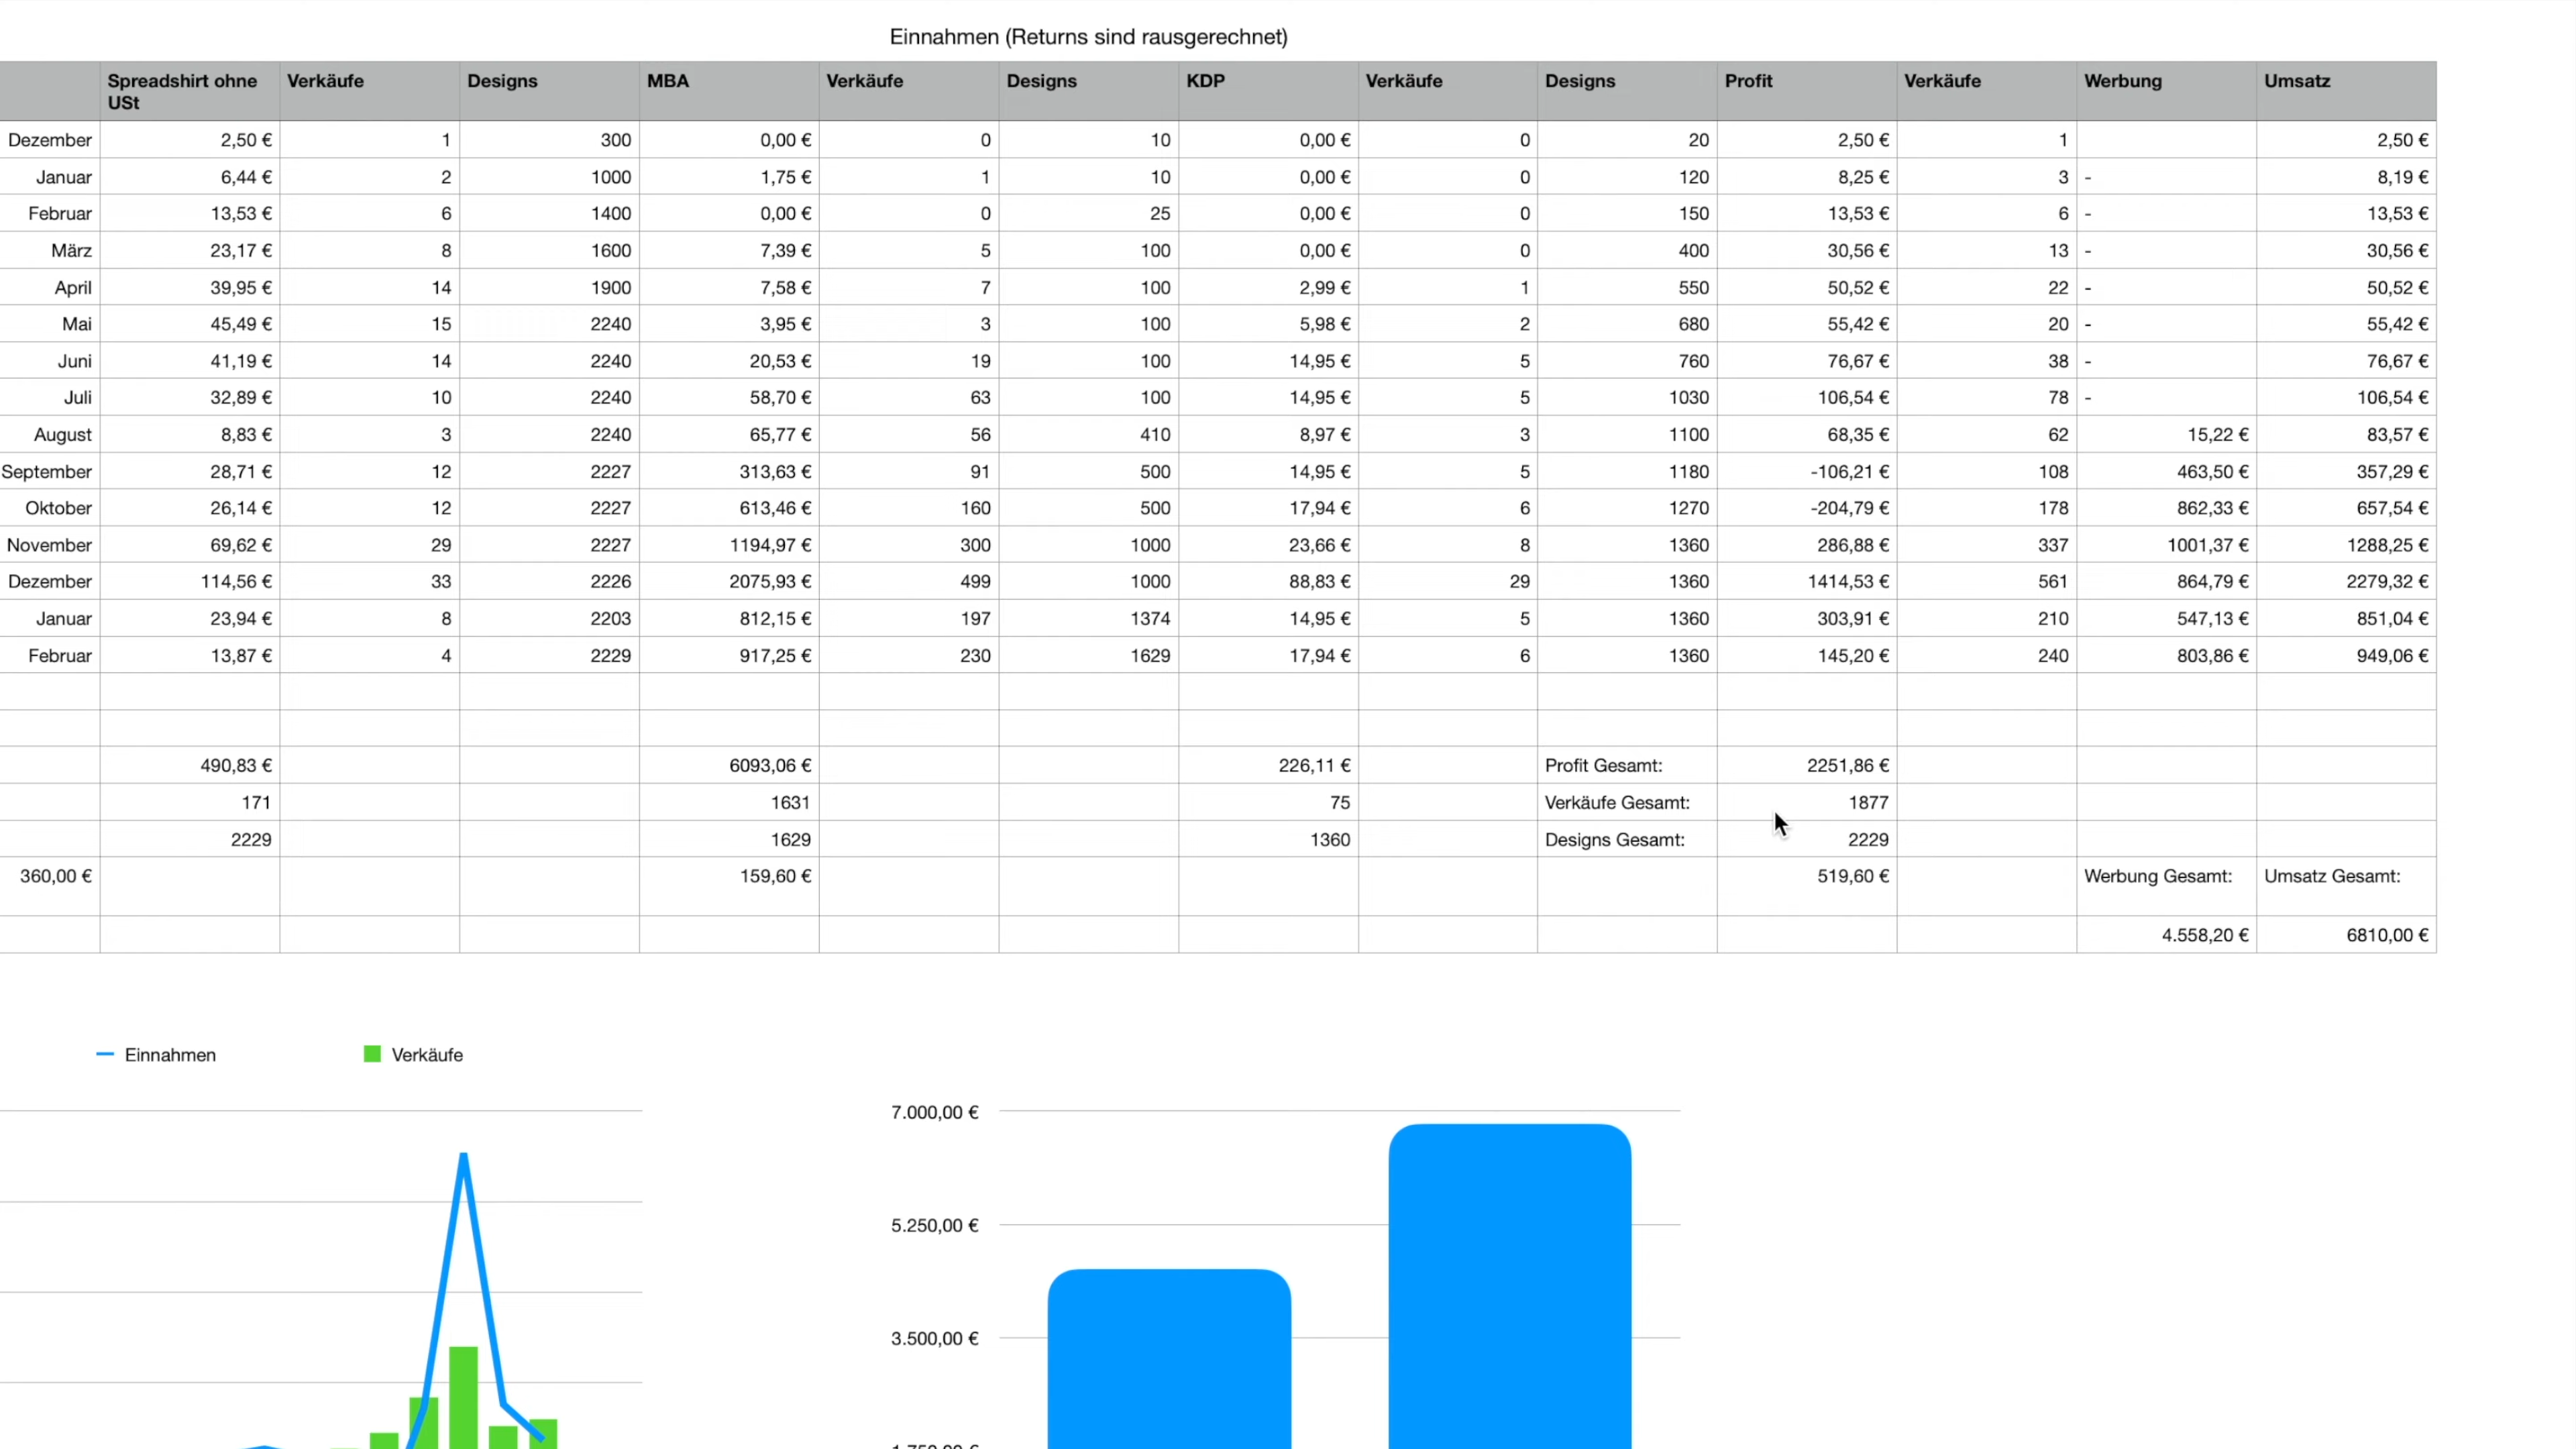 Einnahmen (Returns sind rausgerechnet)
Spreadshirt ohne USt Verkäufe Designs MBA Verkäufe Designs KDP Verkäufe Designs Profit Verkäufe Werbung Umsatz
Dezember 2,50 € 1 300 0,00 € 0 10 0,00 € 0 20 2,50 € 1 2,50 €
Januar 6,44 € 2 1000 1,75 € 1 10 0,00 € 0 120 8,25 € 3 - 8,19 €
Februar 13,53 € 6 1400 0,00 € 0 25 0,00 € 0 150 13,53 € 6 - 13,53 €
März 23,17 € 8 1600 7,39 € 5 100 0,00 € 0 400 30,56 € 13 - 30,56 €
April 39,95 € 14 1900 7,58 € 7 100 2,99 € 1 550 50,52 € 22 - 50,52 €
Mai 45,49 € 15 2240 3,95 € 3 100 5,98 € 2 680 55,42 € 20 - 55,42 €
Juni 41,19 € 14 2240 20,53 € 19 100 14,95 € 5 760 76,67 € 38 - 76,67 €
Juli 32,89 € 10 2240 58,70 € 63 100 14,95 € 5 1030 106,54 € 78 - 106,54 €
August 8,83 € 3 2240 65,77 € 56 410 8,97 € 3 1100 68,35 € 62 15,22 € 83,57 €
September 28,71 € 12 2227 313,63 € 91 500 14,95 € 5 1180 -106,21 € 108 463,50 € 357,29 €
Oktober 26,14 € 12 2227 613,46 € 160 500 17,94 € 6 1270 -204,79 € 178 862,33 € 657,54 €
November 69,62 € 29 2227 1194,97 € 300 1000 23,66 € 8 1360 286,88 € 337 1001,37 € 1288,25 €
Dezember 114,56 € 33 2226 2075,93 € 499 1000 88,83 € 29 1360 1414,53 € 561 864,79 € 2279,32 €
Januar 23,94 € 8 2203 812,15 € 197 1374 14,95 € 5 1360 303,91 € 210 547,13 € 851,04 €
Februar 13,87 € 4 2229 917,25 € 230 1629 17,94 € 6 1360 145,20 € 240 803,86 € 949,06 €
490,83 € 6093,06 € 226,11 € Profit Gesamt: 2251,86 €
171 1631 75 Verkäufe Gesamt: 1877
2229 1629 1360 Designs Gesamt: 2229
360,00 € 159,60 € 519,60 € Werbung Gesamt: Umsatz Gesamt:
4.558,20 € 6810,00 €
Einnahmen Verkäufe
7.000,00 €
5.250,00 €
3.500,00 €